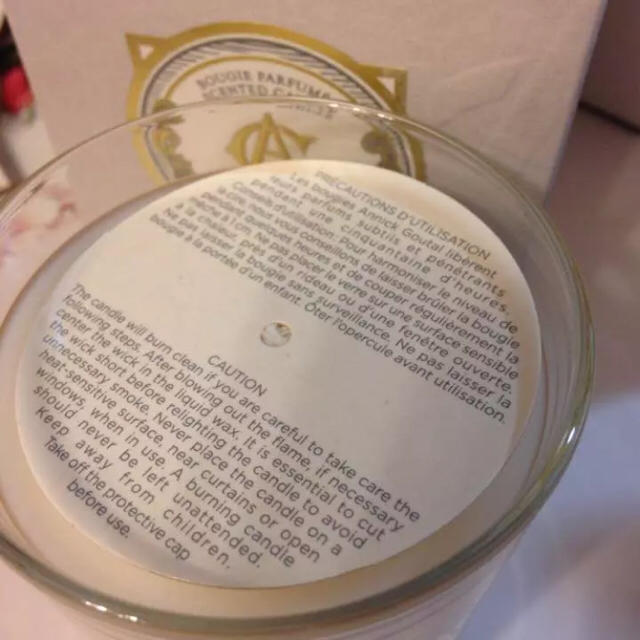 BOUGIE PARFUMÉE
SCENTED CANDLE
PRÉCAUTIONS D'UTILISATION
Les bougies Annick Goutal libèrent
leurs parfums subtils et pénétrants
pendant une cinquantaine d'heures.
Conseils d'utilisation: Pour harmoniser le niveau de
la cire, nous vous conseillons de laisser brûler la bougie
pendant quelques heures et de couper régulièrement la
mèche à 1cm. Ne pas placer le verre sur une surface sensible
à la chaleur, près d'un rideau ou d'une fenêtre ouverte.
Ne pas laisser la bougie sans surveillance. Ne pas laisser la
bougie à la portée d'un enfant. Ôter l'opercule avant utilisation.
CAUTION
The candle will burn clean if you are careful to take care the
following steps. After blowing out the flame, if necessary
center the wick in the liquid wax. It is essential to cut
the wick short before relighting the candle to avoid
unnecessary smoke. Never place the candle on a
heat-sensitive surface, near curtains or open
windows when in use. A burning candle
should never be left unattended.
Keep away from children.
Take off the protective cap
before use.